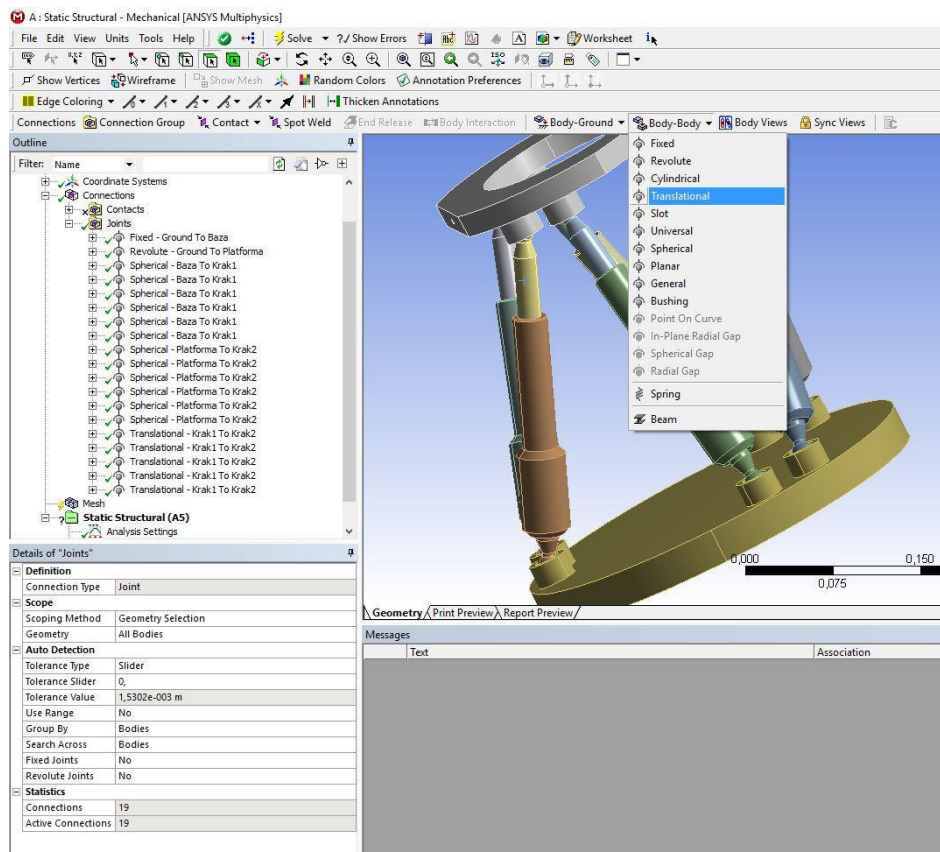 A : Static Structural - Mechanical [ANSYS Multiphysics]
File Edit View Units Tools Help Solve ?/ Show Errors Worksheet
Show Vertices Wireframe Show Mesh Random Colors Annotation Preferences
Edge Coloring Thicken Annotations
Connections Connection Group Contact Spot Weld End Release Body Interaction Body-Ground Body-Body Body Views Sync Views
Outline
Filter: Name
Coordinate Systems
Connections
Contacts
Joints
Fixed - Ground To Baza
Revolute - Ground To Platforma
Spherical - Baza To Krak1
Spherical - Baza To Krak1
Spherical - Baza To Krak1
Spherical - Baza To Krak1
Spherical - Baza To Krak1
Spherical - Baza To Krak1
Spherical - Platforma To Krak2
Spherical - Platforma To Krak2
Spherical - Platforma To Krak2
Spherical - Platforma To Krak2
Spherical - Platforma To Krak2
Spherical - Platforma To Krak2
Translational - Krak1 To Krak2
Translational - Krak1 To Krak2
Translational - Krak1 To Krak2
Translational - Krak1 To Krak2
Translational - Krak1 To Krak2
Mesh
Static Structural (A5)
Analysis Settings
Fixed
Revolute
Cylindrical
Translational
Slot
Universal
Spherical
Planar
General
Bushing
Point On Curve
In-Plane Radial Gap
Spherical Gap
Radial Gap
Spring
Beam
0,000
0,150
0,075
Geometry Print Preview Report Preview
Details of "Joints"
Definition
Connection Type Joint
Scope
Scoping Method Geometry Selection
Geometry All Bodies
Auto Detection
Tolerance Type Slider
Tolerance Slider 0,
Tolerance Value 1,5302e-003 m
Use Range No
Group By Bodies
Search Across Bodies
Fixed Joints No
Revolute Joints No
Statistics
Connections 19
Active Connections 19
Messages
Text Association